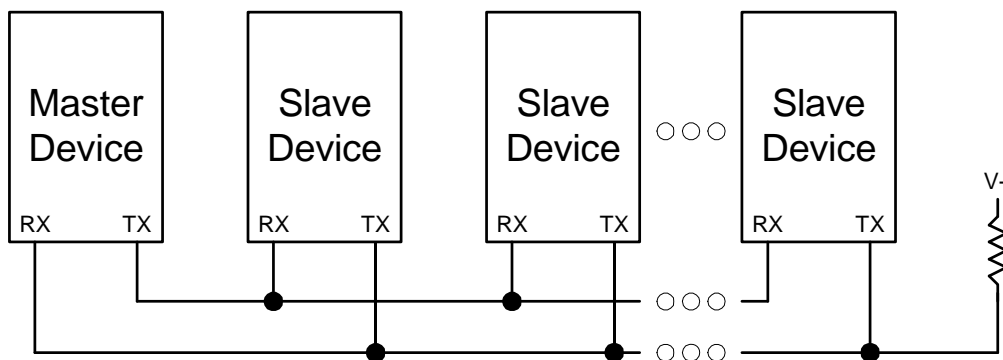 Master
Device
Slave
Device
Slave
Device
Slave
Device
RX TX
RX TX
RX TX
RX TX